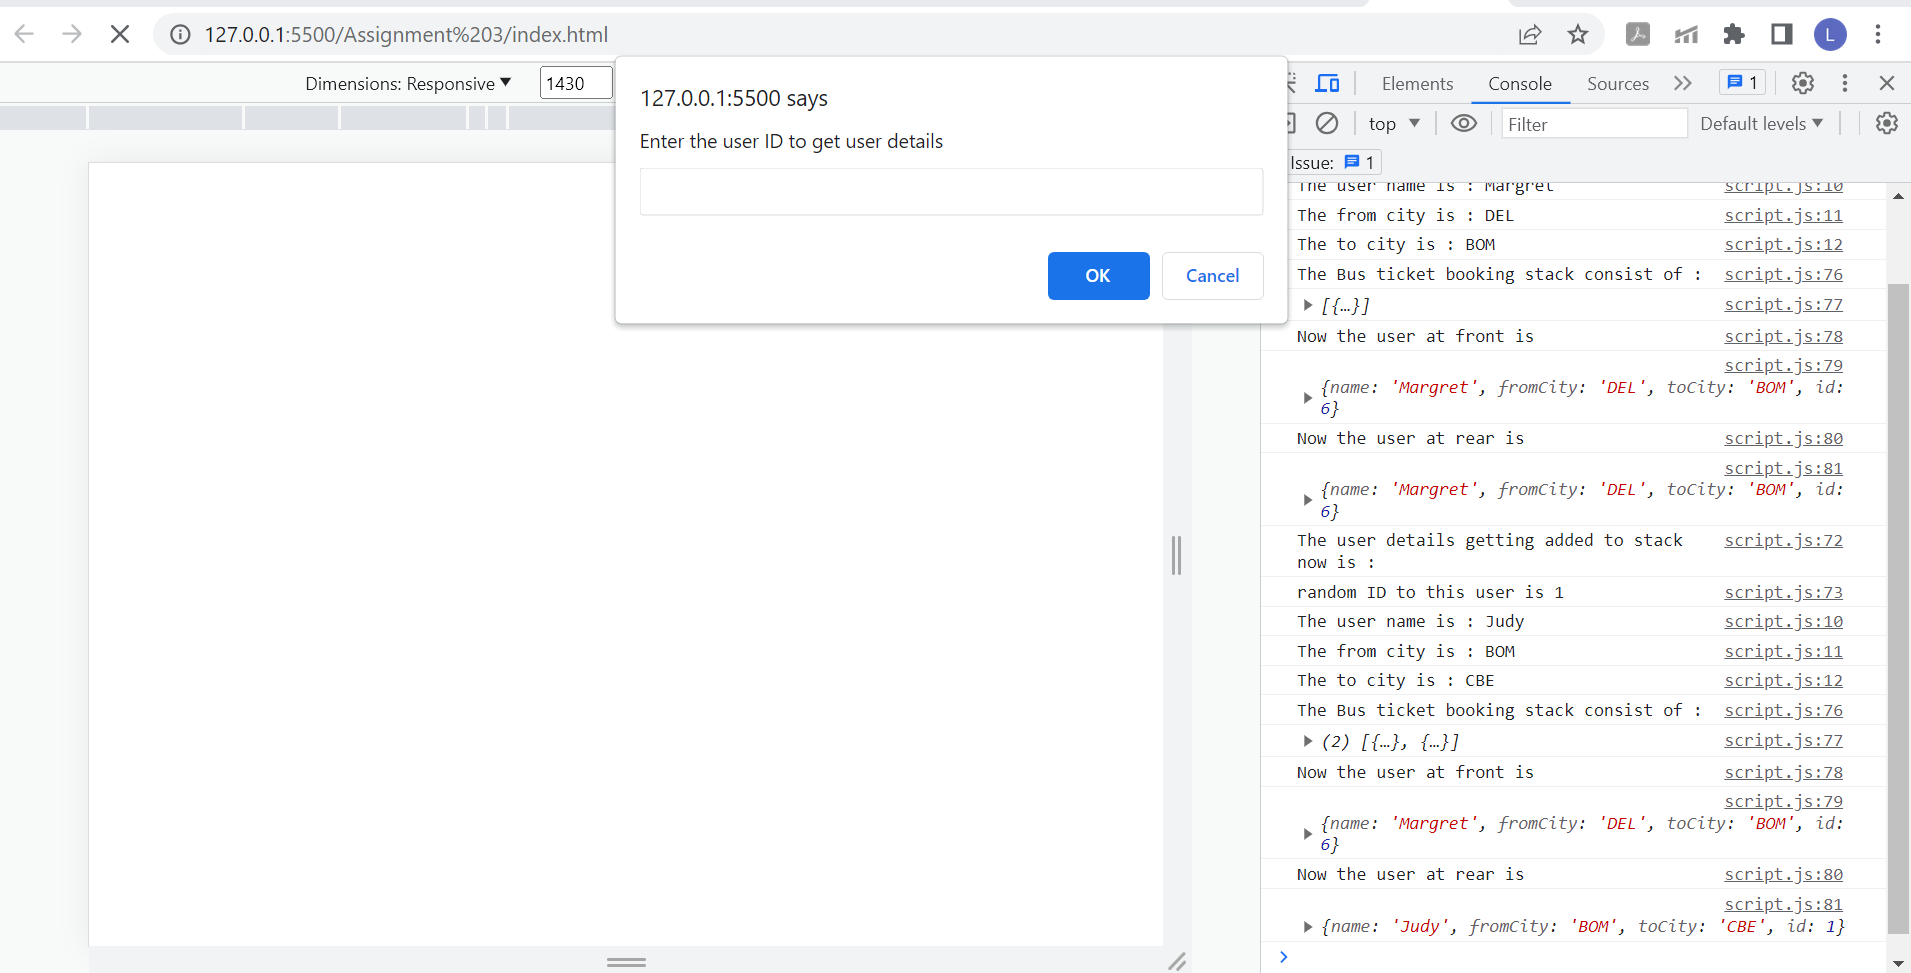 127.0.0.1:5500/Assignment%203/index.html
L
Dimensions: Responsive ▼ 1430
127.0.0.1:5500 says
Enter the user ID to get user details
OK Cancel
Elements Console Sources 1
top ▼ Filter Default levels ▼
Issue: 1
The user name is : Margret script.js:10
The from city is : DEL script.js:11
The to city is : BOM script.js:12
The Bus ticket booking stack consist of : script.js:76
[{…}] script.js:77
Now the user at front is script.js:78
script.js:79
{name: 'Margret', fromCity: 'DEL', toCity: 'BOM', id:
6}
Now the user at rear is script.js:80
script.js:81
{name: 'Margret', fromCity: 'DEL', toCity: 'BOM', id:
6}
The user details getting added to stack script.js:72
now is :
random ID to this user is 1 script.js:73
The user name is : Judy script.js:10
The from city is : BOM script.js:11
The to city is : CBE script.js:12
The Bus ticket booking stack consist of : script.js:76
(2) [{…}, {…}] script.js:77
Now the user at front is script.js:78
script.js:79
{name: 'Margret', fromCity: 'DEL', toCity: 'BOM', id:
6}
Now the user at rear is script.js:80
script.js:81
{name: 'Judy', fromCity: 'BOM', toCity: 'CBE', id: 1}